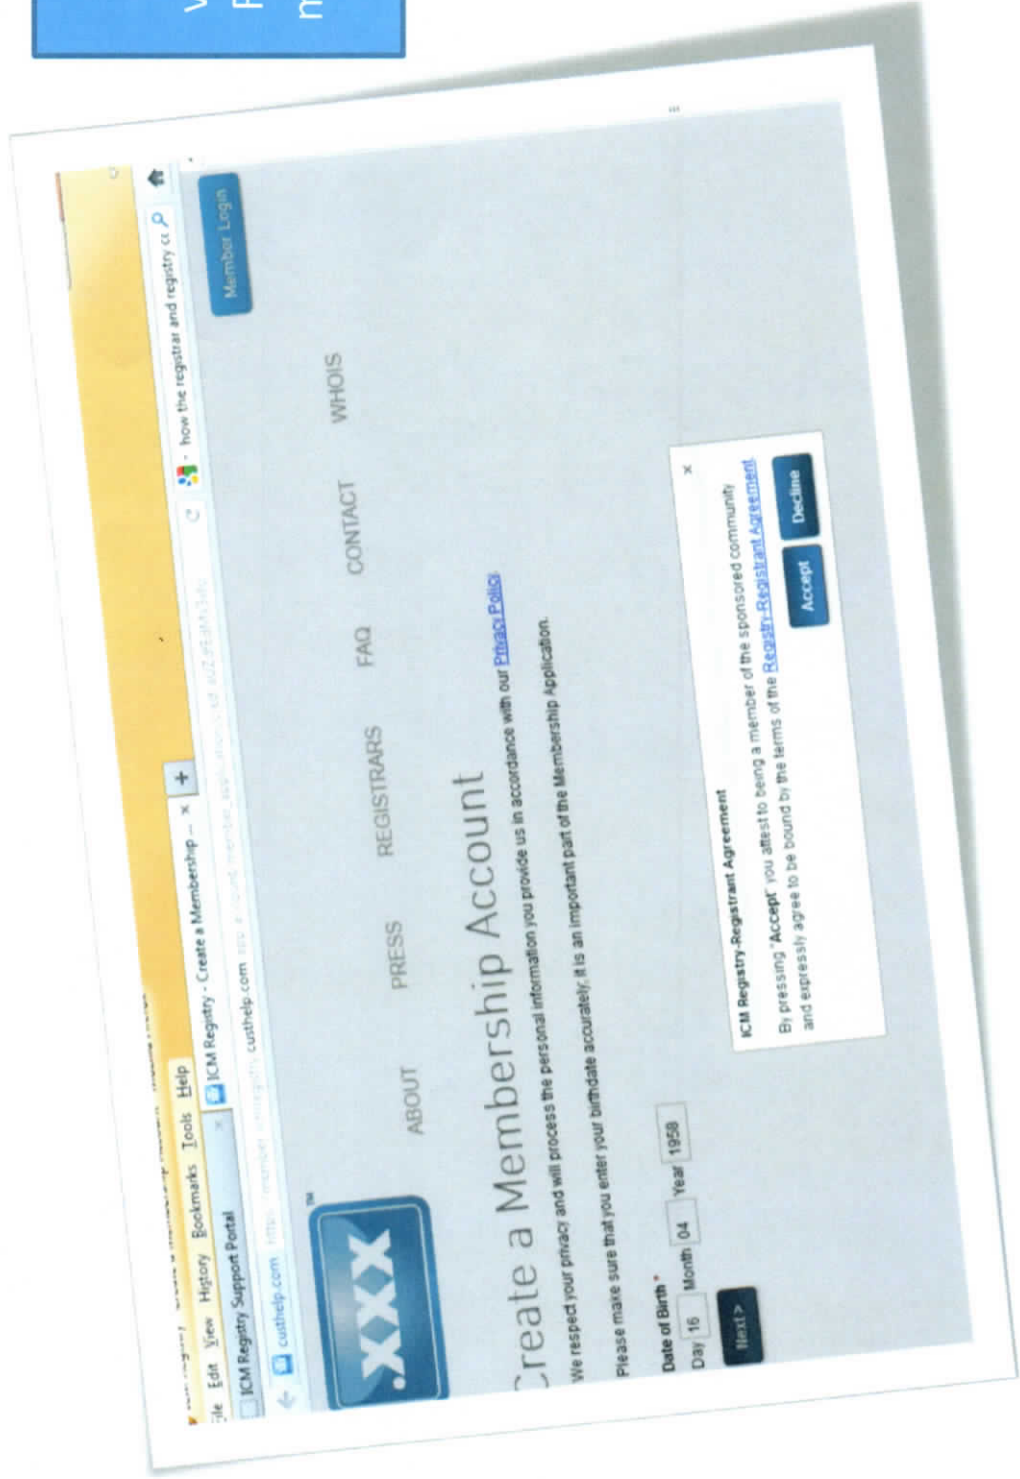 File Edit View History Bookmarks Tools Help
ICM Registry Support Portal
ICM Registry - Create a Membership ...
custhelp.com
custhelp.com
how the registrar and registry cc
Member Login
.XXX
TM
ABOUT PRESS REGISTRARS FAQ CONTACT WHOIS
Create a Membership Account
We respect your privacy and will process the personal information you provide us in accordance with our Privacy Policy.
Please make sure that you enter your birthdate accurately; it is an important part of the Membership Application.
Date of Birth *
Day 16 Month 04 Year 1958
Next >
ICM Registry-Registrant Agreement
By pressing "Accept" you attest to being a member of the sponsored community
and expressly agree to be bound by the terms of the Registry-Registrant Agreement.
Accept Decline